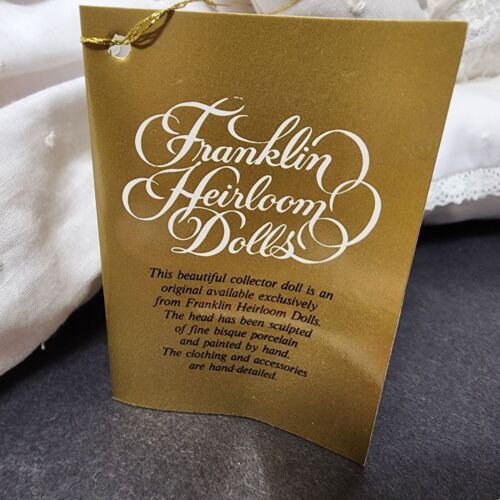 Franklin
Heirloom
Dolls
This beautiful collector doll is an
original available exclusively
from Franklin Heirloom Dolls.
The head has been sculpted
of fine bisque porcelain
and painted by hand.
The clothing and accessories
are hand-detailed.